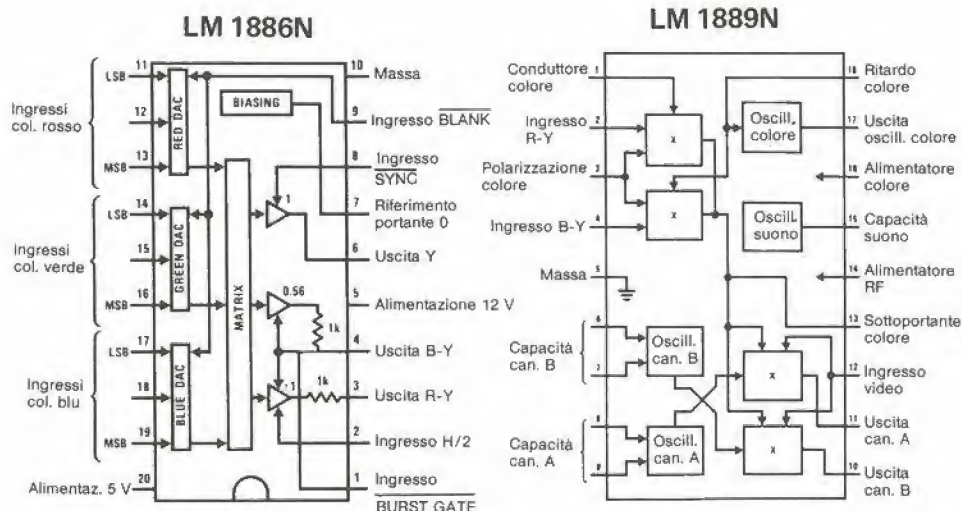 LM 1886N
11
LSB
Ingressi
col. rosso
12
13
MSB
RED DAC
14
LSB
Ingressi
col. verde
15
16
MSB
GREEN DAC
17
LSB
Ingressi
col. blu
18
19
MSB
BLUE DAC
20
Alimentaz. 5 V
BIASING
MATRIX
1
0.56
1k
1k
-1
10
Massa
9
Ingresso BLANK
8
Ingresso
SYNC
7
Riferimento
portante 0
6
Uscita Y
5
Alimentazione 12 V
4
Uscita B-Y
3
Uscita R-Y
2
Ingresso H/2
1
Ingresso
BURST GATE
LM 1889N
Conduttore
colore
1
Ingresso
R-Y
2
Polarizzazione
colore
3
Ingresso B-Y
4
Massa
5
Capacità
can. B
6
7
Capacità
can. A
8
9
x
x
Oscill.
colore
Oscill.
suono
Oscill.
can. B
Oscill.
can. A
x
x
18
Ritardo
colore
17
Uscita
oscill. colore
16
Alimentatore
colore
15
Capacità
suono
14
Alimentatore
RF
13
Sottoportante
colore
12
Ingresso
video
11
Uscita
can. A
10
Uscita
can. B